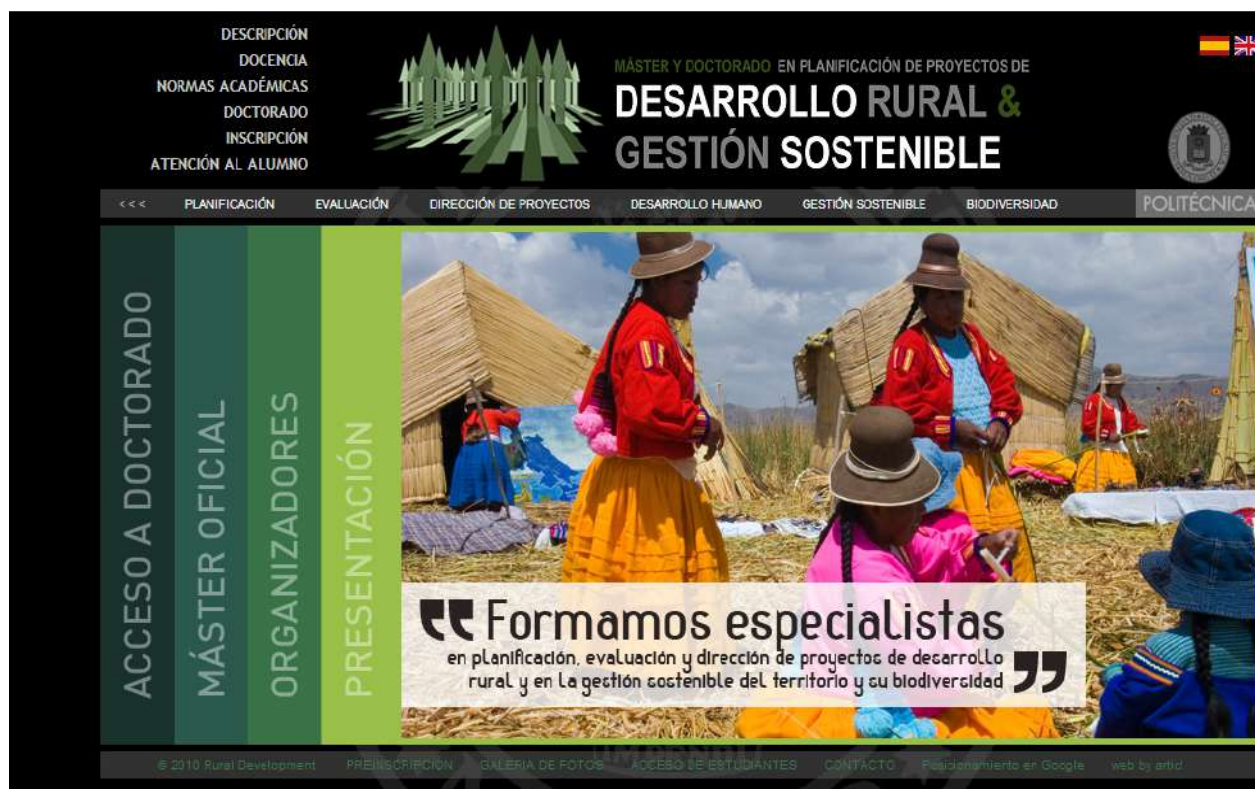 DESCRIPCIÓN
DOCENCIA
NORMAS ACADÉMICAS
DOCTORADO
INSCRIPCIÓN
ATENCIÓN AL ALUMNO
MÁSTER Y DOCTORADO EN PLANIFICACIÓN DE PROYECTOS DE
DESARROLLO RURAL &
GESTIÓN SOSTENIBLE
<<< PLANIFICACIÓN EVALUACIÓN DIRECCIÓN DE PROYECTOS DESARROLLO HUMANO GESTIÓN SOSTENIBLE BIODIVERSIDAD POLITÉCNICA
ACCESO A DOCTORADO
MÁSTER OFICIAL
ORGANIZADORES
PRESENTACIÓN
“Formamos especialistas
en planificación, evaluación y dirección de proyectos de desarrollo
rural y en la gestión sostenible del territorio y su biodiversidad”
© 2010 Rural Development PREINSCRIPCIÓN GALERIA DE FOTOS ACCESO DE ESTUDIANTES CONTACTO Posicionamiento en Google web by artid